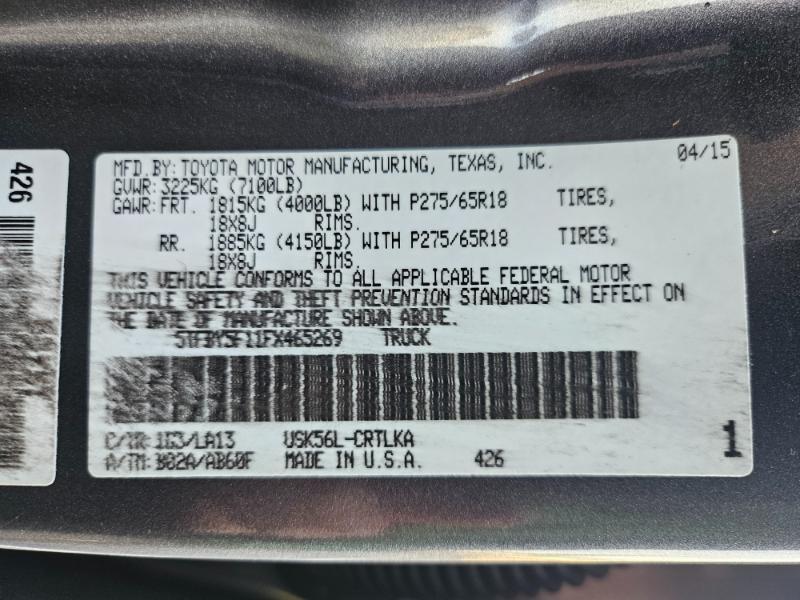 426
MFD.BY:TOYOTA MOTOR MANUFACTURING, TEXAS, INC. 04/15
GVWR:3225KG (7100LB)
GAWR:FRT. 1815KG (4000LB) WITH P275/65R18 TIRES,
18X8J RIMS.
RR. 1885KG (4150LB) WITH P275/65R18 TIRES,
18X8J RIMS
THIS VEHICLE CONFORMS TO ALL APPLICABLE FEDERAL MOTOR
VEHICLE SAFETY AND THEFT PREVENTION STANDARDS IN EFFECT ON
THE DATE OF MANUFACTURE SHOWN ABOVE.
TRUCK
C/TR:1G3/LA13 USK56L-CRTLKA
A/TM:B02A/AB60F MADE IN U.S.A. 426
1